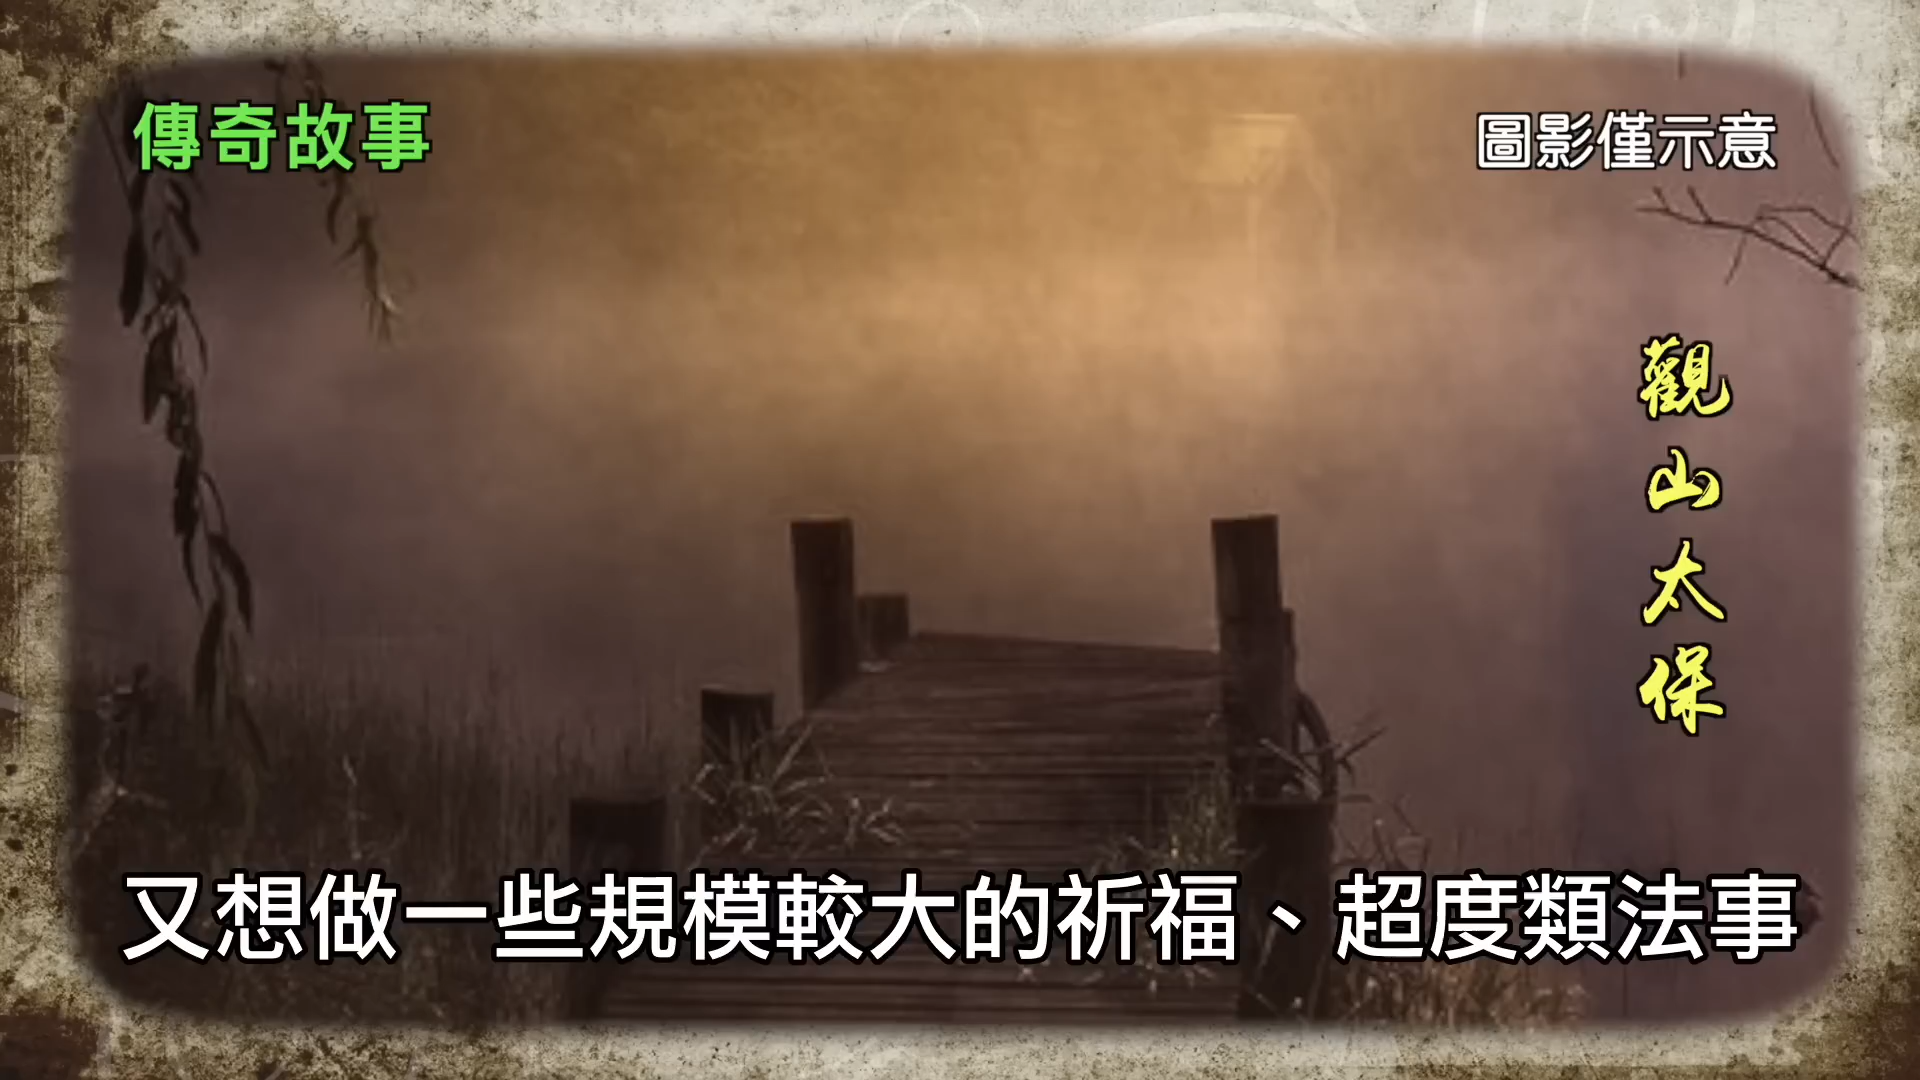 傳奇故事
圖影僅示意
觀山太保
又想做一些規模較大的祈福、超度類法事